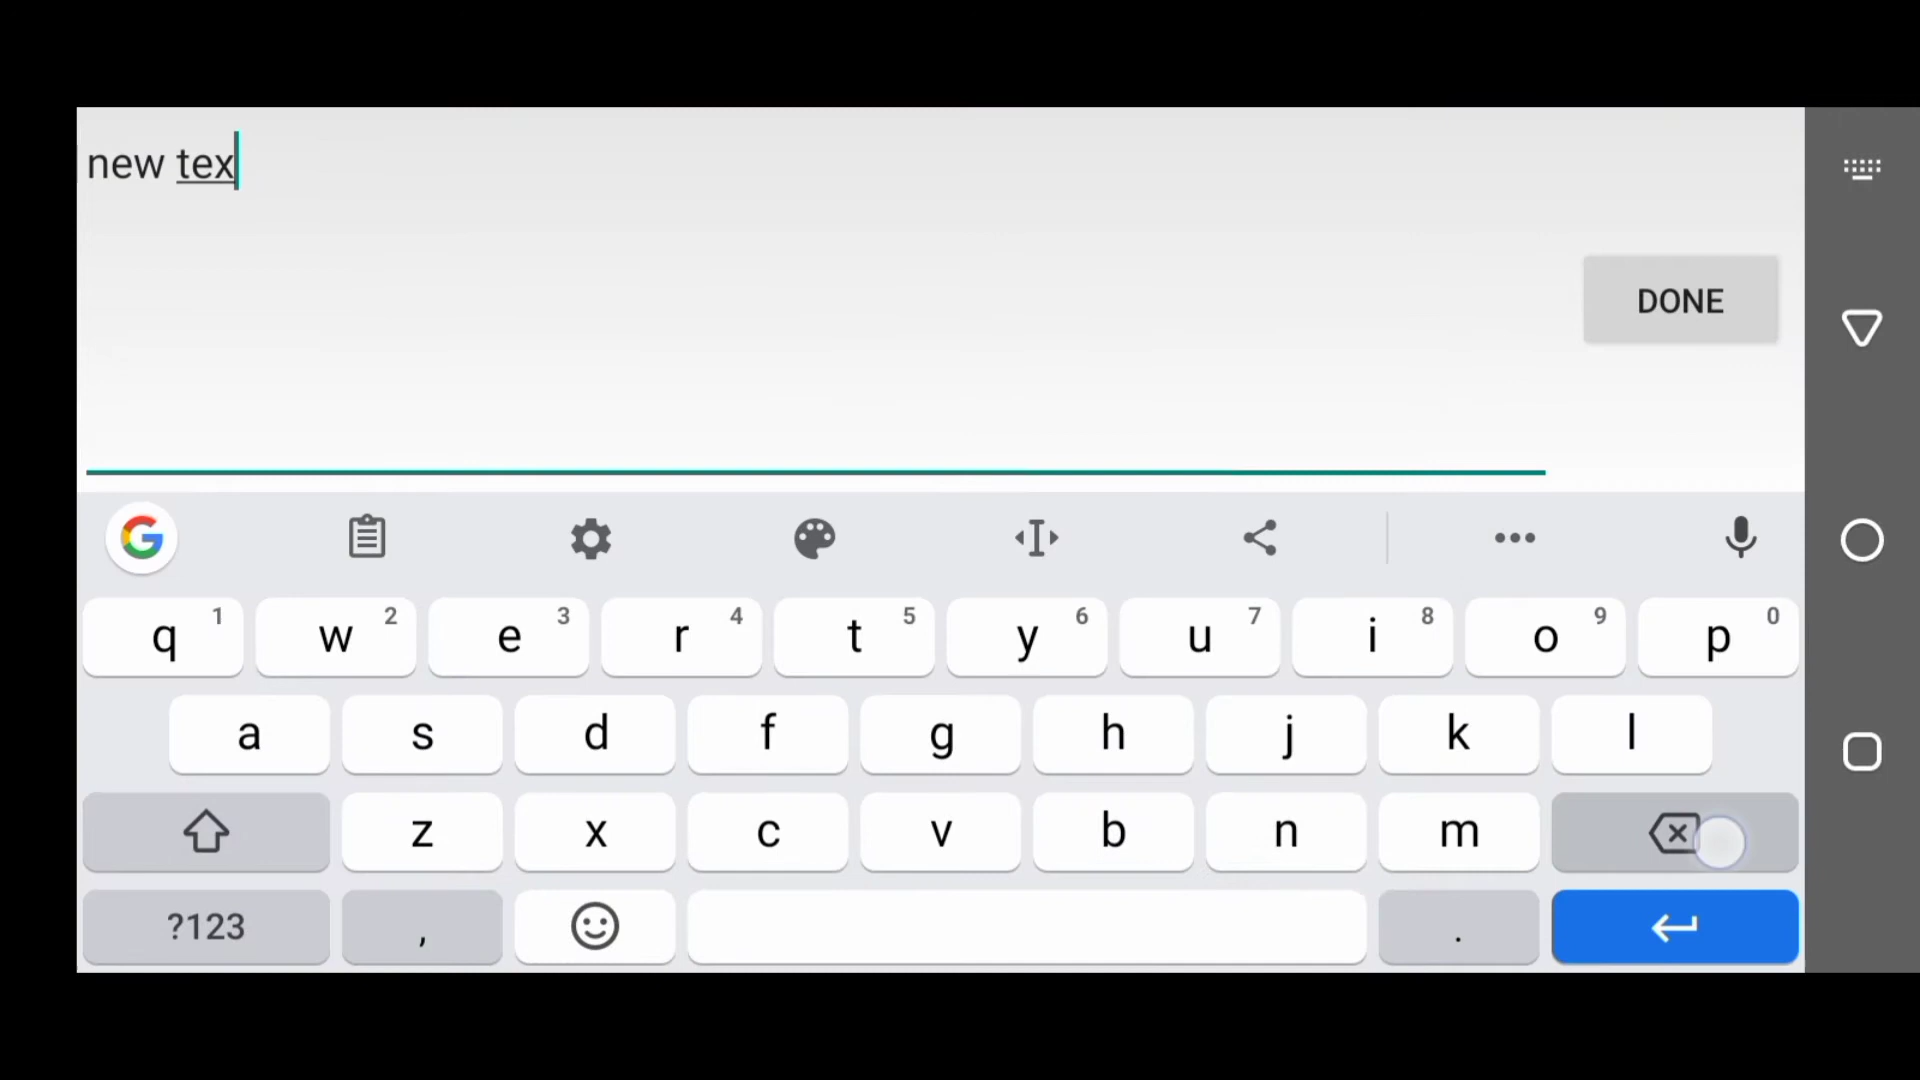 new tex
DONE
q 1 w 2 e 3 r 4 t 5 y 6 u 7 i 8 o 9 p 0
a s d f g h j k l
z x c v b n m
?123 , .